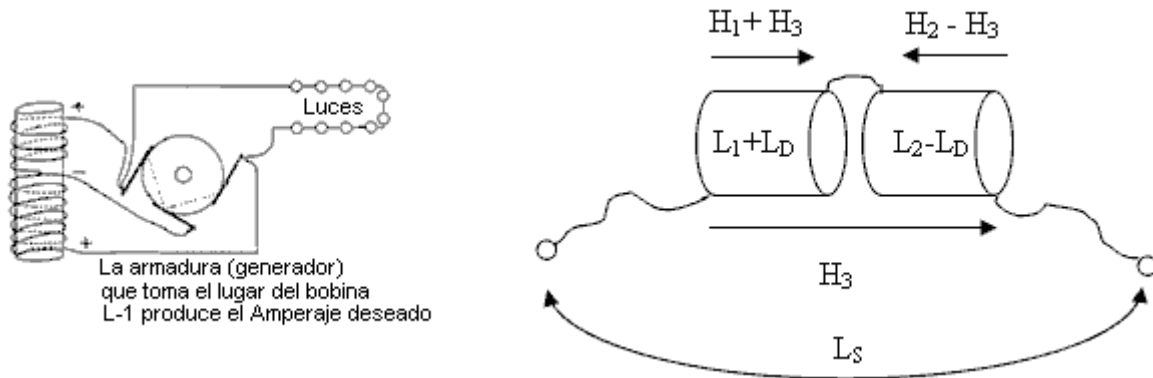 +
−
+
Luces
La armadura (generador)
que toma el lugar del bobina
L-1 produce el Amperaje deseado
H1+ H3
H2 - H3
L1+LD
L2-LD
H3
LS